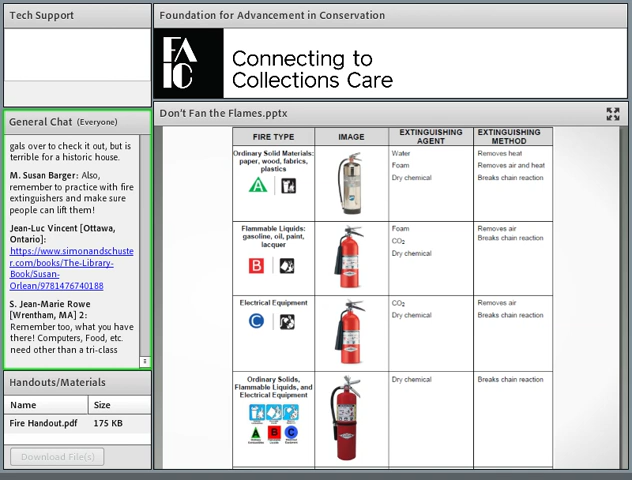 Tech Support
Foundation for Advancement in Conservation
FA
IC
Connecting to
Collections Care
General Chat (Everyone)
gals over to check it out, but is
terrible for a historic house.
M. Susan Barger: Also,
remember to practice with fire
extinguishers and make sure
people can lift them!
Jean-Luc Vincent [Ottawa,
Ontario]:
https://www.simonandschuste
r.com/books/The-Library-
Book/Susan-
Orlean/9781476740188
S. Jean-Marie Rowe
[Wrentham, MA] 2:
Remember too, what you have
there! Computers, Food, etc.
need other than a tri-class
Handouts/Materials
Name Size
Fire Handout.pdf 175 KB
Download File(s)
Don't Fan the Flames.pptx
FIRE TYPE IMAGE EXTINGUISHING AGENT EXTINGUISHING METHOD
Ordinary Solid Materials:
paper, wood, fabrics,
plastics
A
Water Removes heat
Foam Removes air and heat
Dry chemical Breaks chain reaction
Flammable Liquids:
gasoline, oil, paint,
lacquer
B
Foam Removes air
CO2 Breaks chain reaction
Dry chemical
Electrical Equipment
C
CO2 Removes air
Dry chemical Breaks chain reaction
Ordinary Solids,
Flammable Liquids, and
Electrical Equipment
A B C
Dry chemical Breaks chain reaction